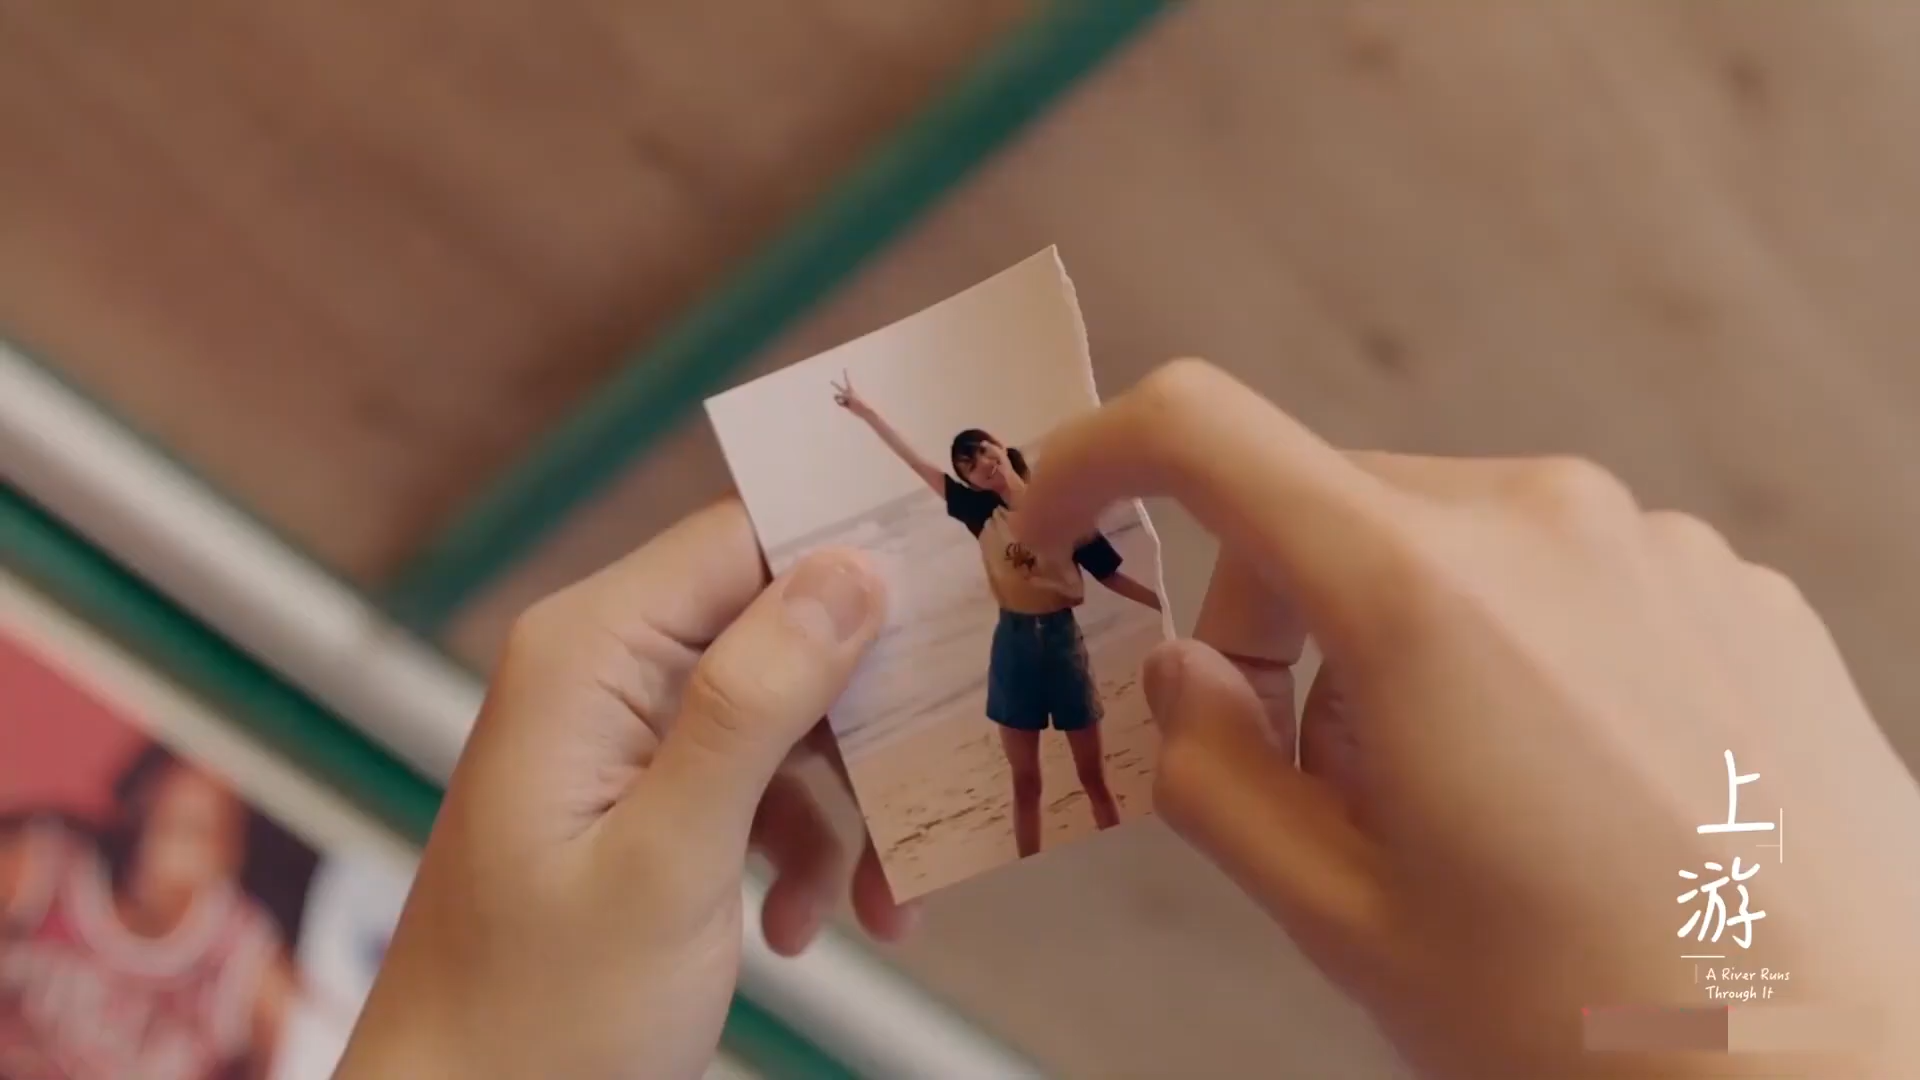 上游
A River Runs
Through It